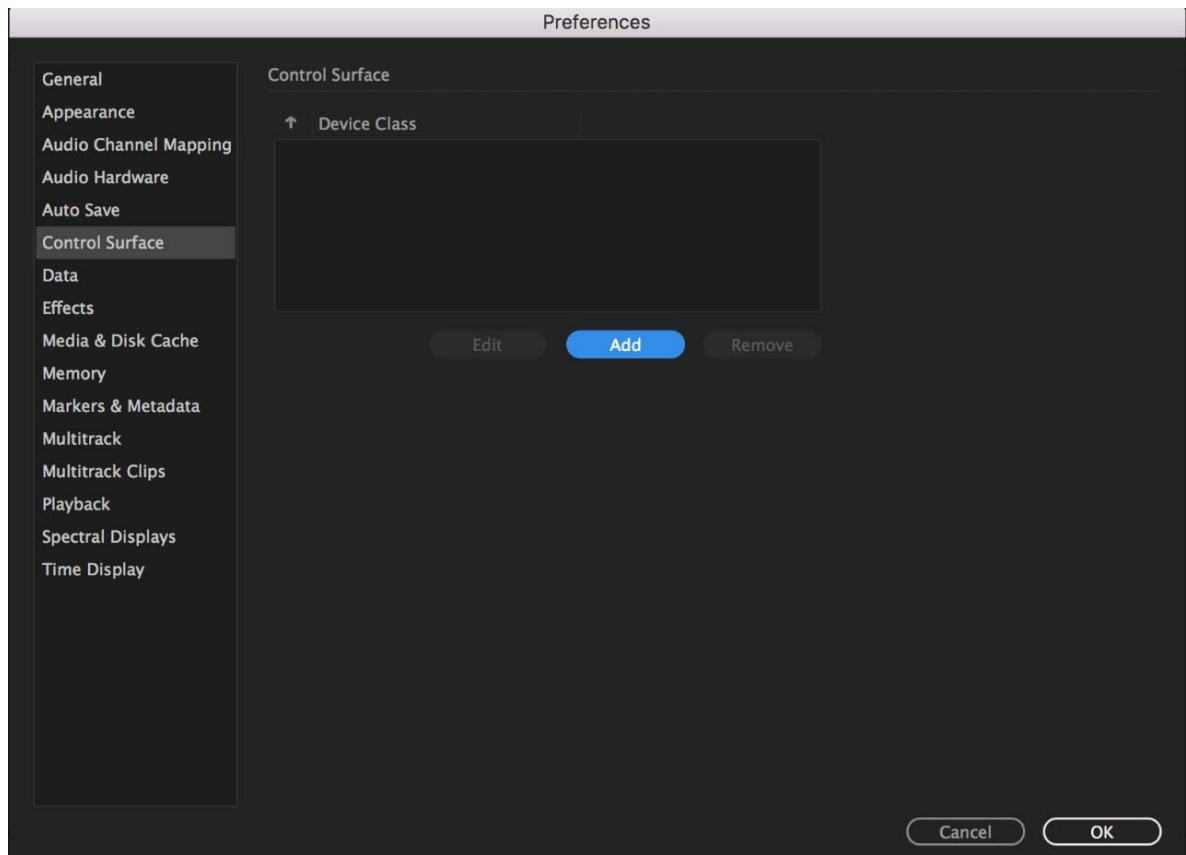 Preferences
General
Appearance
Audio Channel Mapping
Audio Hardware
Auto Save
Control Surface
Data
Effects
Media & Disk Cache
Memory
Markers & Metadata
Multitrack
Multitrack Clips
Playback
Spectral Displays
Time Display
Control Surface
Device Class
Edit
Add
Remove
Cancel
OK